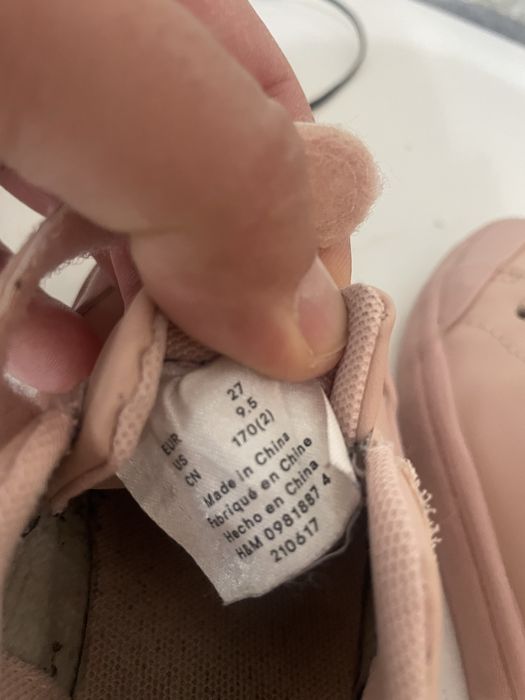 EUR 27
US 9.5
CN 170(2)
Made in China
Fabriqué en Chine
Hecho en China
H&M 0981887 4
210617